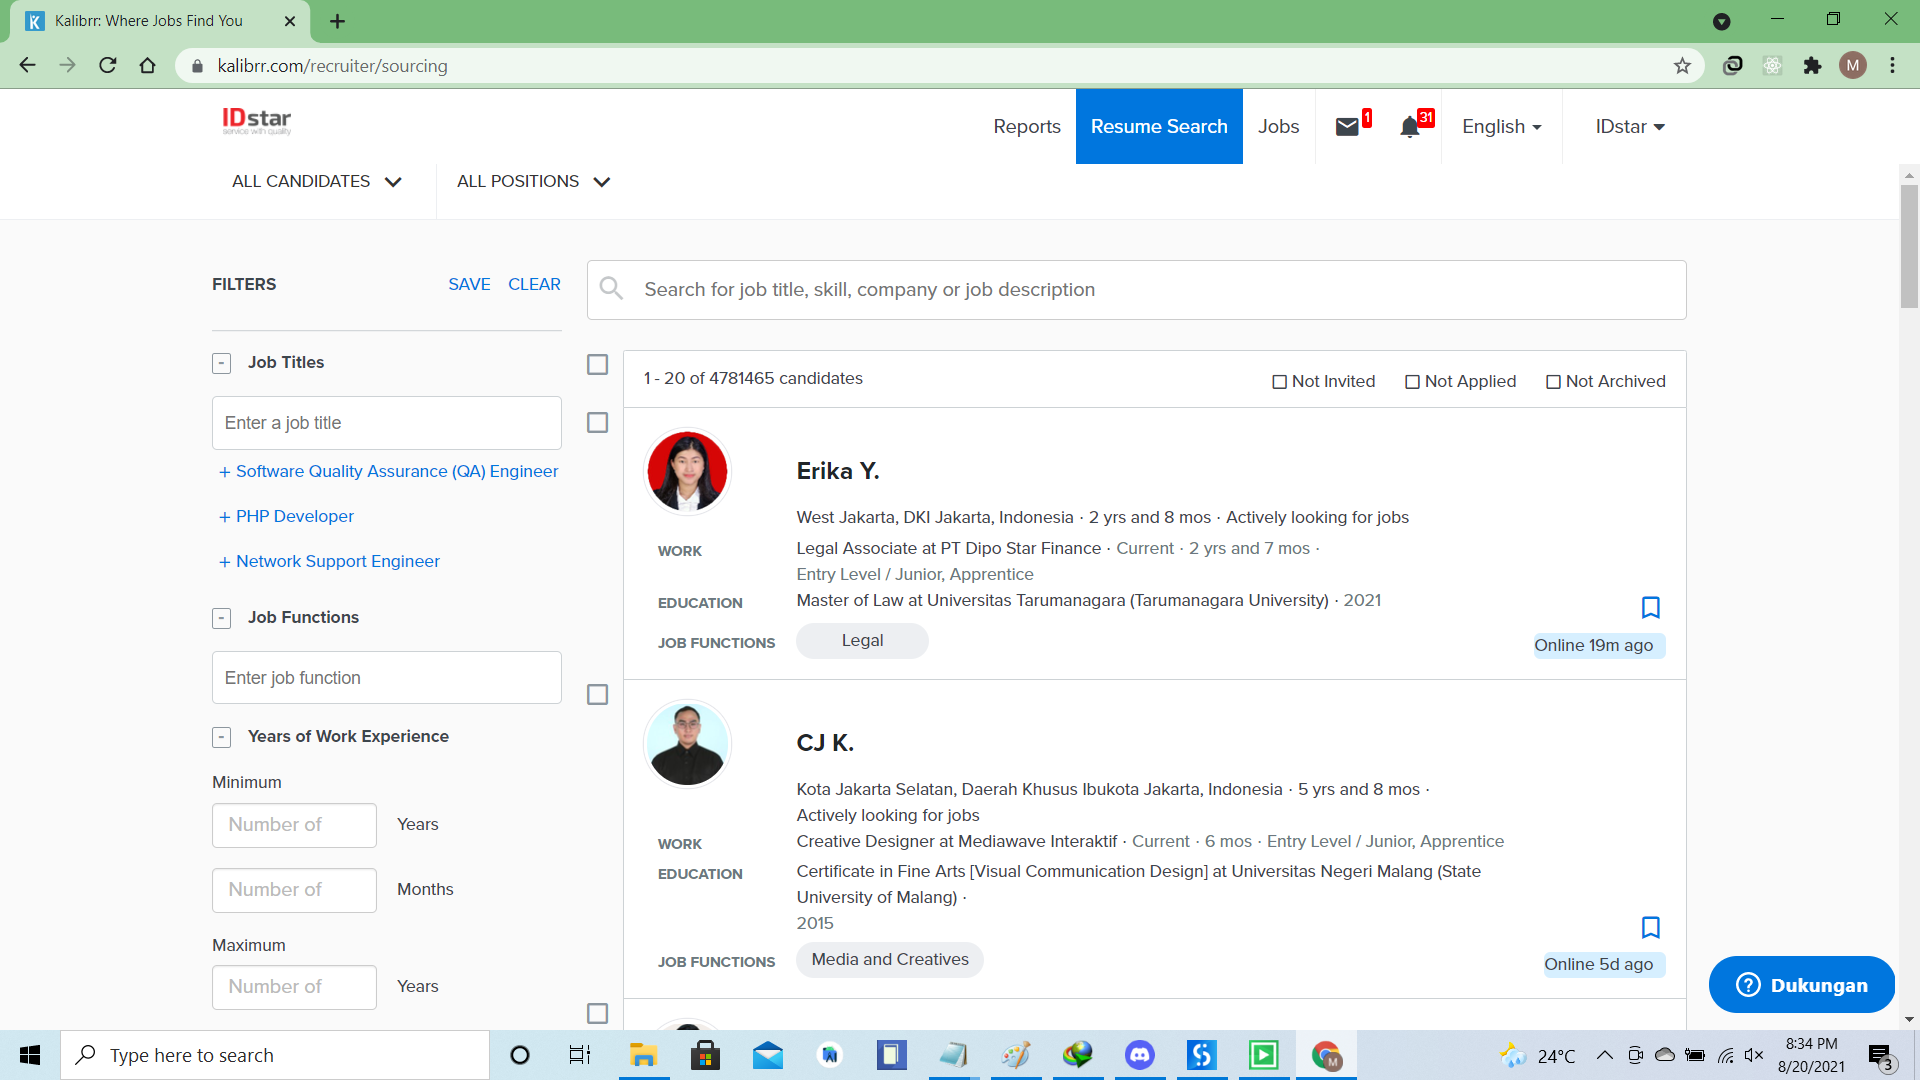 Kalibrr: Where Jobs Find You
kalibrr.com/recruiter/sourcing
M
IDstar
service with quality
Reports
Resume Search
Jobs
1
31
English
IDstar
ALL CANDIDATES
ALL POSITIONS
FILTERS
SAVE
CLEAR
Search for job title, skill, company or job description
- Job Titles
Enter a job title
+ Software Quality Assurance (QA) Engineer
+ PHP Developer
+ Network Support Engineer
- Job Functions
Enter job function
- Years of Work Experience
Minimum
Number of Years
Number of Months
Maximum
Number of Years
1 - 20 of 4781465 candidates
Not Invited
Not Applied
Not Archived
Erika Y.
West Jakarta, DKI Jakarta, Indonesia · 2 yrs and 8 mos · Actively looking for jobs
WORK
Legal Associate at PT Dipo Star Finance · Current · 2 yrs and 7 mos ·
Entry Level / Junior, Apprentice
EDUCATION
Master of Law at Universitas Tarumanagara (Tarumanagara University) · 2021
JOB FUNCTIONS
Legal
Online 19m ago
CJ K.
Kota Jakarta Selatan, Daerah Khusus Ibukota Jakarta, Indonesia · 5 yrs and 8 mos ·
Actively looking for jobs
WORK
Creative Designer at Mediawave Interaktif · Current · 6 mos · Entry Level / Junior, Apprentice
EDUCATION
Certificate in Fine Arts [Visual Communication Design] at Universitas Negeri Malang (State
University of Malang) ·
2015
JOB FUNCTIONS
Media and Creatives
Online 5d ago
Dukungan
Type here to search
M
24°C
8:34 PM
8/20/2021
3